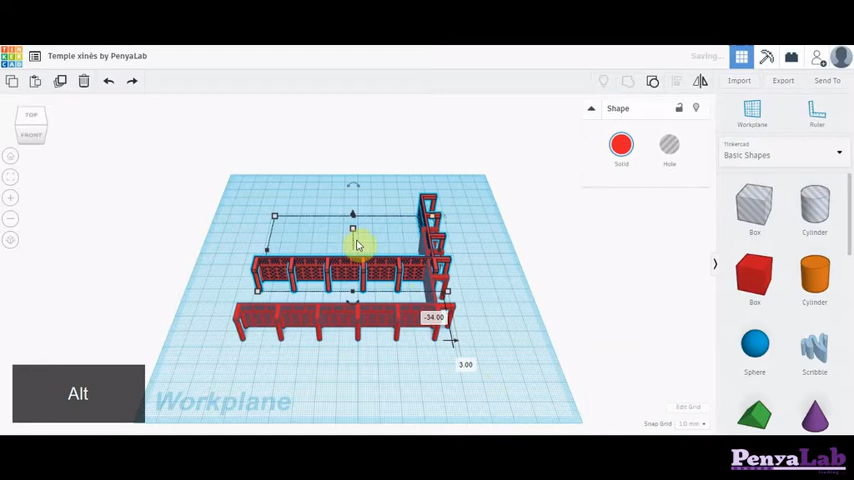 TIN
KER
CAD
Temple xinès by PenyaLab
Saving...
Import
Export
Send To
TOP
FRONT
Shape
Solid
Hole
Workplane
Ruler
Tinkercad
Basic Shapes
Box
Cylinder
Box
Cylinder
Sphere
Scribble
-34.00
3.00
Alt
Workplane
Edit Grid
Snap Grid
1.0 mm
PenyaLab